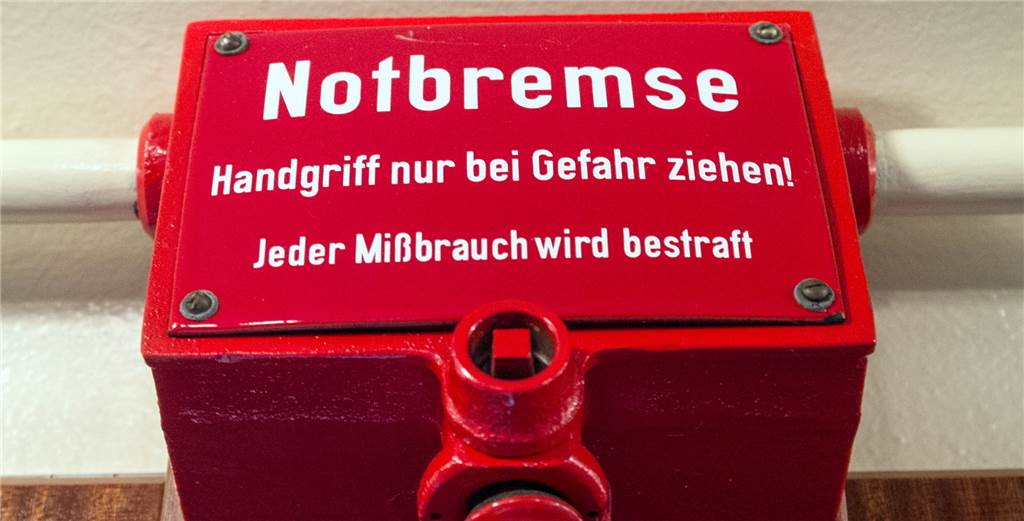 Notbremse
Handgriff nur bei Gefahr ziehen!
Jeder Mißbrauch wird bestraft